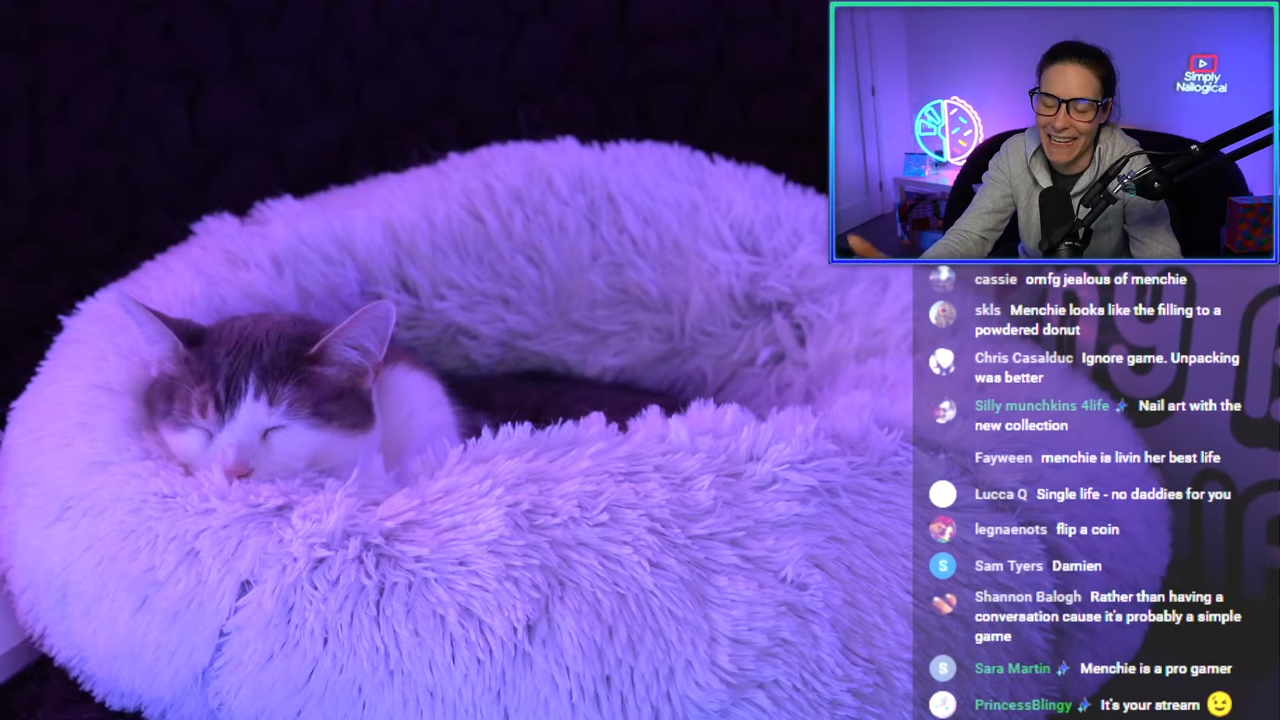 Simply
Nailogical
cassie omfg jealous of menchie
skls Menchie looks like the filling to a
powdered donut
Chris Casalduc Ignore game. Unpacking
was better
Silly munchkins 4life Nail art with the
new collection
Fayween menchie is livin her best life
Lucca Q Single life - no daddies for you
legnaenots flip a coin
S Sam Tyers Damien
Shannon Balogh Rather than having a
conversation cause it's probably a simple
game
S Sara Martin Menchie is a pro gamer
PrincessBlingy It's your stream 😉